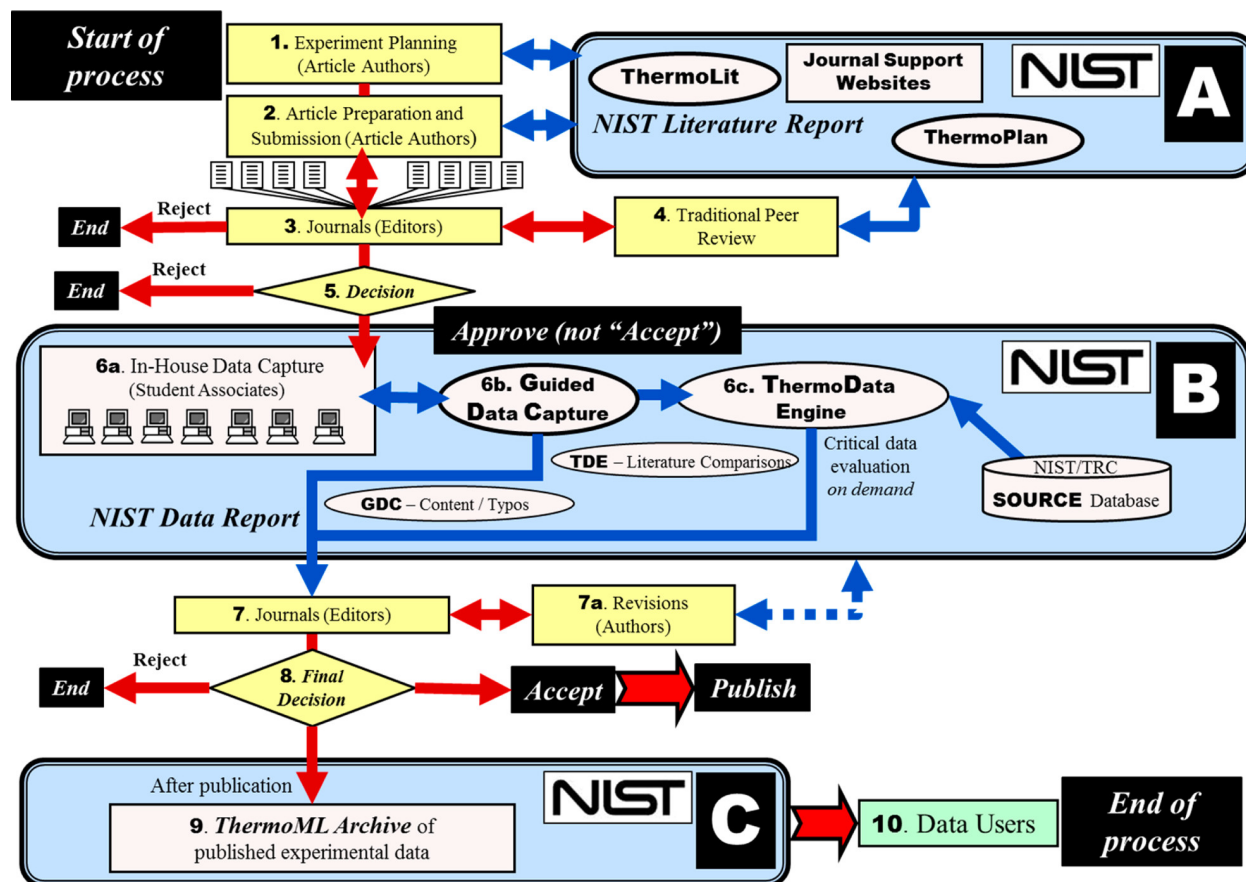 Start of
process
1. Experiment Planning
(Article Authors)
2. Article Preparation and
Submission (Article Authors)
ThermoLit
Journal Support
Websites
NIST
A
NIST Literature Report
ThermoPlan
End
Reject
3. Journals (Editors)
4. Traditional Peer
Review
End
Reject
5. Decision
Approve (not “Accept”)
NIST
B
6a. In-House Data Capture
(Student Associates)
6b. Guided
Data Capture
6c. ThermoData
Engine
TDE – Literature Comparisons
Critical data
evaluation
on demand
NIST/TRC
SOURCE Database
GDC – Content / Typos
NIST Data Report
7. Journals (Editors)
7a. Revisions
(Authors)
End
Reject
8. Final
Decision
Accept
Publish
After publication
NIST
C
9. ThermoML Archive of
published experimental data
10. Data Users
End of
process